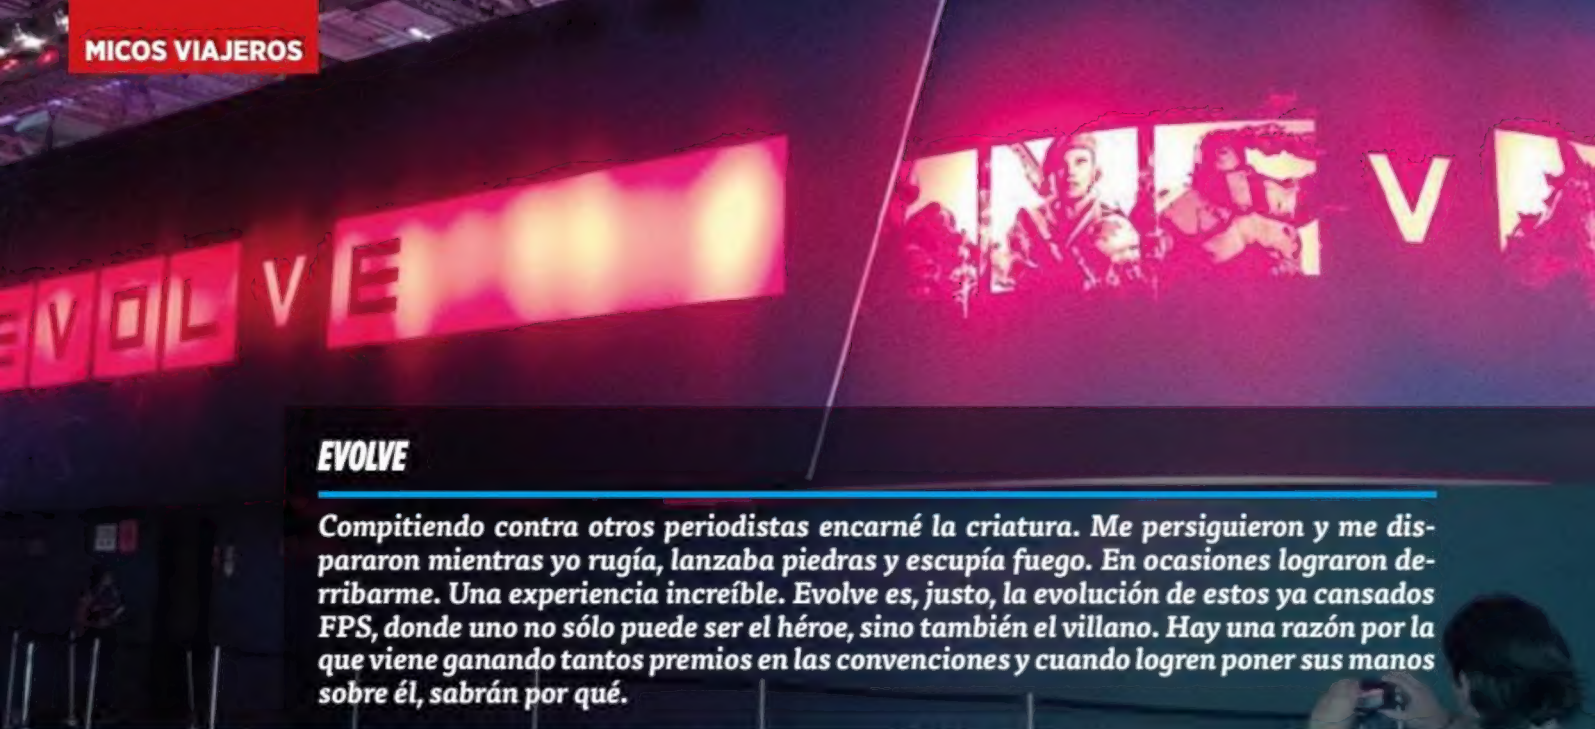 MICOS VIAJEROS
EVOLVE
V
EVOLVE
Compitiendo contra otros periodistas encarné la criatura. Me persiguieron y me dis-
pararon mientras yo rugía, lanzaba piedras y escupía fuego. En ocasiones lograron de-
rribarme. Una experiencia increíble. Evolve es, justo, la evolución de estos ya cansados
FPS, donde uno no sólo puede ser el héroe, sino también el villano. Hay una razón por la
que viene ganando tantos premios en las convenciones y cuando logren poner sus manos
sobre él, sabrán por qué.